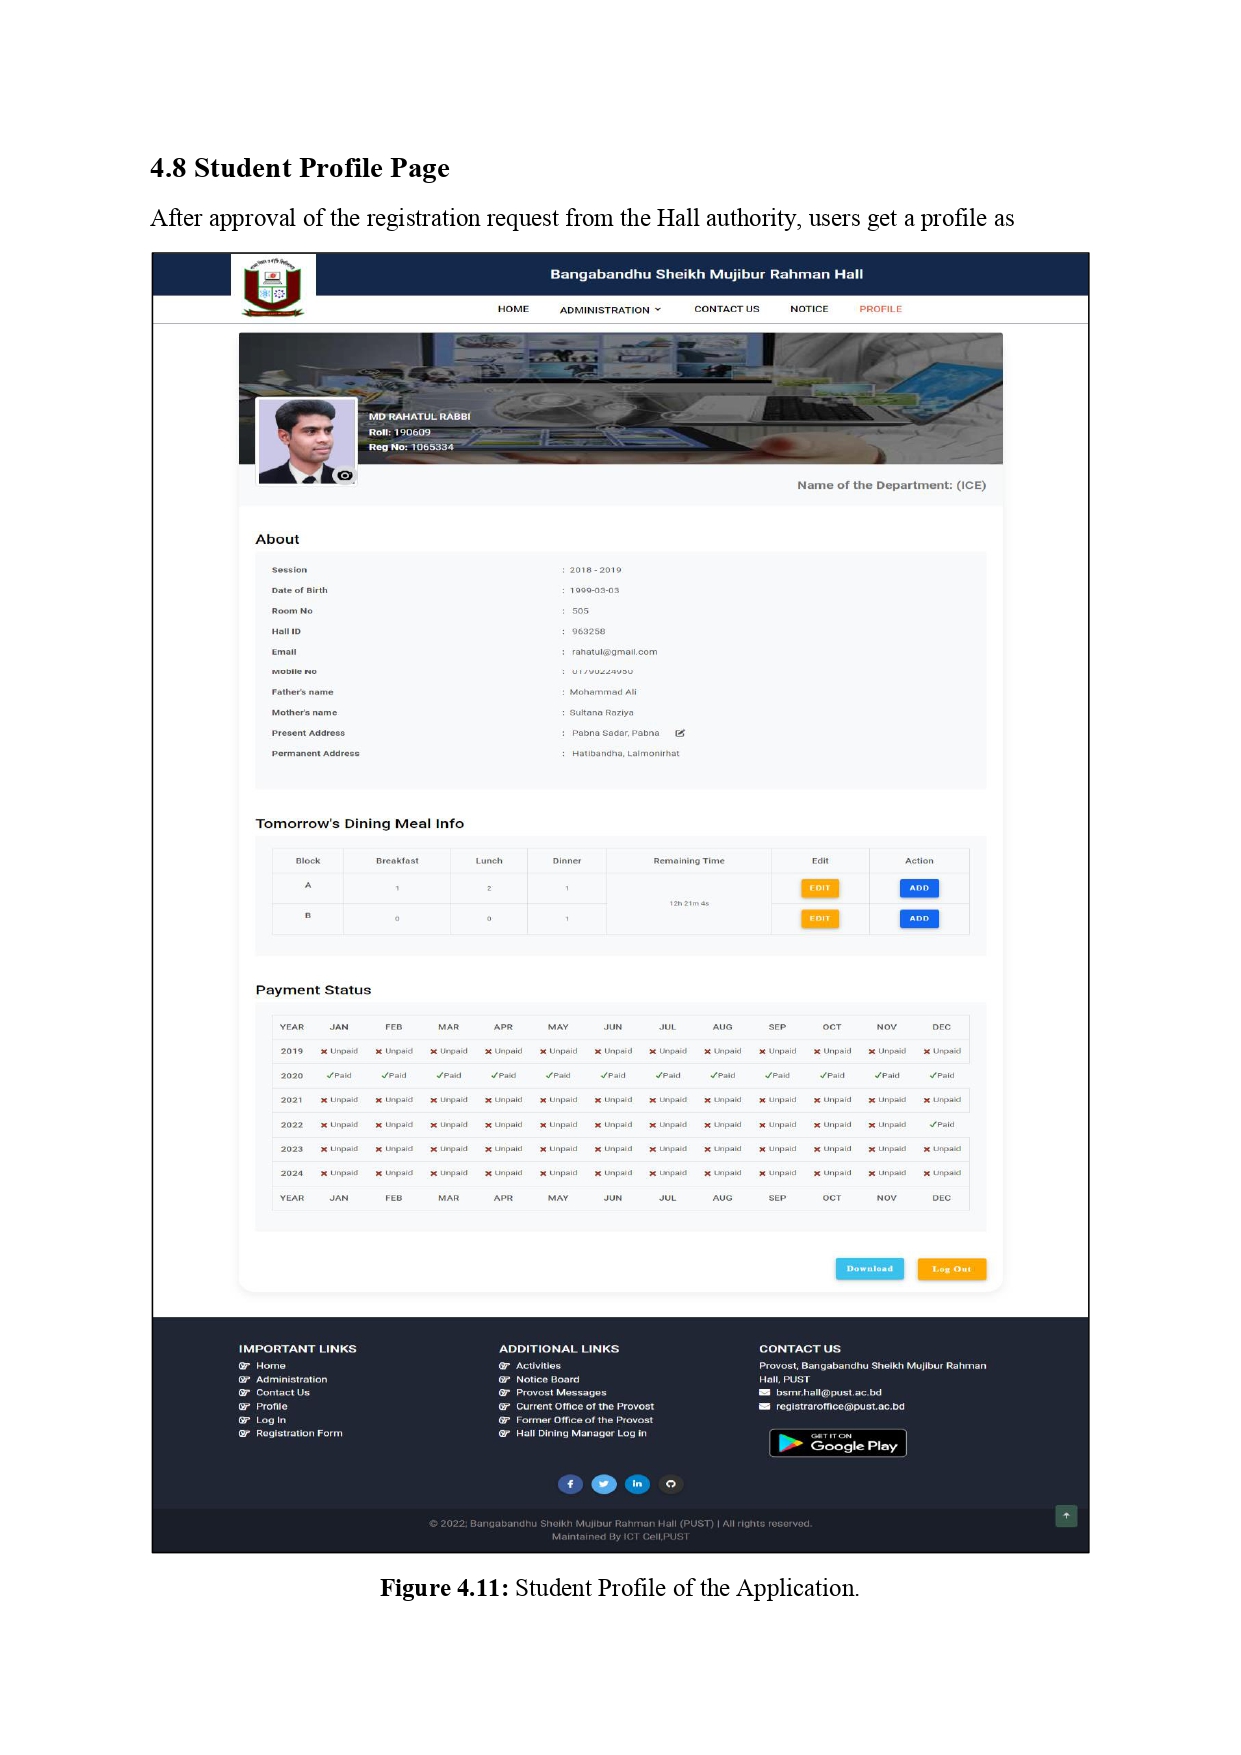 4.8 Student Profile Page
After approval of the registration request from the Hall authority, users get a profile as
Bangabandhu Sheikh Mujibur Rahman Hall
HOME ADMINISTRATION CONTACT US NOTICE PROFILE
MD RAHATUL RABBI
Roll: 190609
Reg No: 1065334
Name of the Department: (ICE)
About
Session : 2018 - 2019
Date of Birth : 1999-03-03
Room No : 505
Hall ID : 963258
Email : rahatul@gmail.com
Mobile No : 01790224950
Father's name : Mohammad Ali
Mother's name : Sultana Raziya
Present Address : Pabna Sadar, Pabna
Permanent Address : Hatibandha, Lalmonirhat
Tomorrow's Dining Meal Info
Block Breakfast Lunch Dinner Remaining Time Edit Action
A 1 2 1 EDIT ADD
12h 21m 4s
B 0 0 1 EDIT ADD
Payment Status
YEAR JAN FEB MAR APR MAY JUN JUL AUG SEP OCT NOV DEC
2019 ✗ Unpaid ✗ Unpaid ✗ Unpaid ✗ Unpaid ✗ Unpaid ✗ Unpaid ✗ Unpaid ✗ Unpaid ✗ Unpaid ✗ Unpaid ✗ Unpaid ✗ Unpaid
2020 ✓Paid ✓Paid ✓Paid ✓Paid ✓Paid ✓Paid ✓Paid ✓Paid ✓Paid ✓Paid ✓Paid ✓Paid
2021 ✗ Unpaid ✗ Unpaid ✗ Unpaid ✗ Unpaid ✗ Unpaid ✗ Unpaid ✗ Unpaid ✗ Unpaid ✗ Unpaid ✗ Unpaid ✗ Unpaid ✗ Unpaid
2022 ✗ Unpaid ✗ Unpaid ✗ Unpaid ✗ Unpaid ✗ Unpaid ✗ Unpaid ✗ Unpaid ✗ Unpaid ✗ Unpaid ✗ Unpaid ✗ Unpaid ✓Paid
2023 ✗ Unpaid ✗ Unpaid ✗ Unpaid ✗ Unpaid ✗ Unpaid ✗ Unpaid ✗ Unpaid ✗ Unpaid ✗ Unpaid ✗ Unpaid ✗ Unpaid ✗ Unpaid
2024 ✗ Unpaid ✗ Unpaid ✗ Unpaid ✗ Unpaid ✗ Unpaid ✗ Unpaid ✗ Unpaid ✗ Unpaid ✗ Unpaid ✗ Unpaid ✗ Unpaid ✗ Unpaid
YEAR JAN FEB MAR APR MAY JUN JUL AUG SEP OCT NOV DEC
Download Log Out
IMPORTANT LINKS
Home
Administration
Contact Us
Profile
Log In
Registration Form
ADDITIONAL LINKS
Activities
Notice Board
Provost Messages
Current Office of the Provost
Former Office of the Provost
Hall Dining Manager Log in
CONTACT US
Provost, Bangabandhu Sheikh Mujibur Rahman
Hall, PUST
bsmr.hall@pust.ac.bd
registraroffice@pust.ac.bd
GET IT ON
Google Play
© 2022; Bangabandhu Sheikh Mujibur Rahman Hall (PUST) | All rights reserved.
Maintained By ICT Cell,PUST
Figure 4.11: Student Profile of the Application.